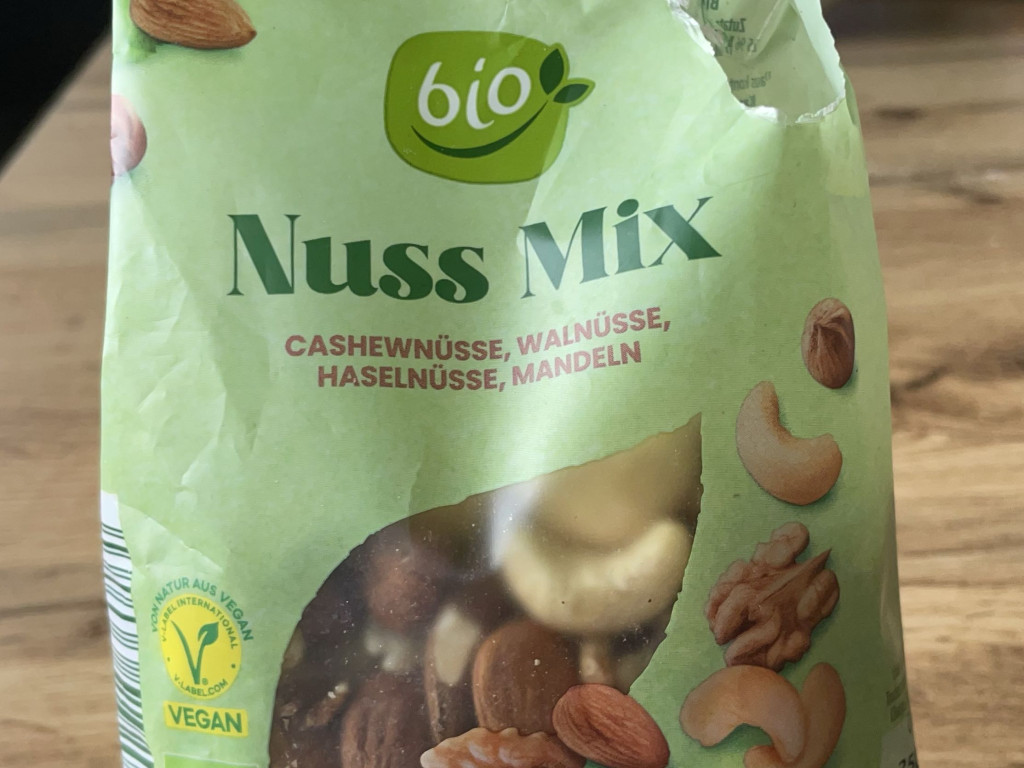 bio
Nuss Mix
CASHEWNÜSSE, WALNÜSSE,
HASELNÜSSE, MANDELN
VON NATUR AUS VEGAN
V-LABEL INTERNATIONAL
V-LABEL.COM
VEGAN